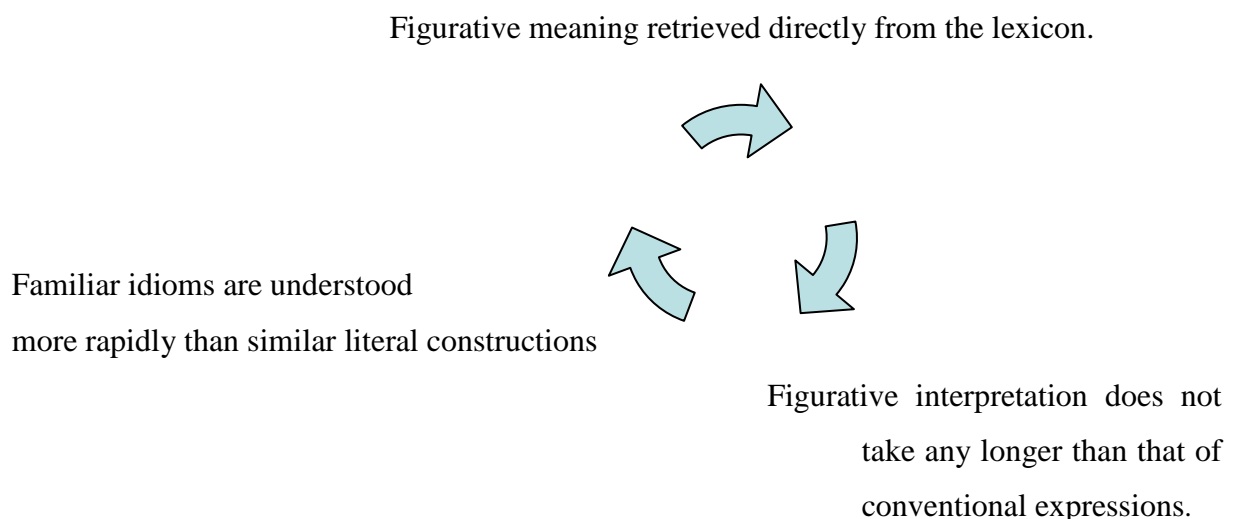 Figurative meaning retrieved directly from the lexicon.
Familiar idioms are understood
more rapidly than similar literal constructions
Figurative interpretation does not
take any longer than that of
conventional expressions.